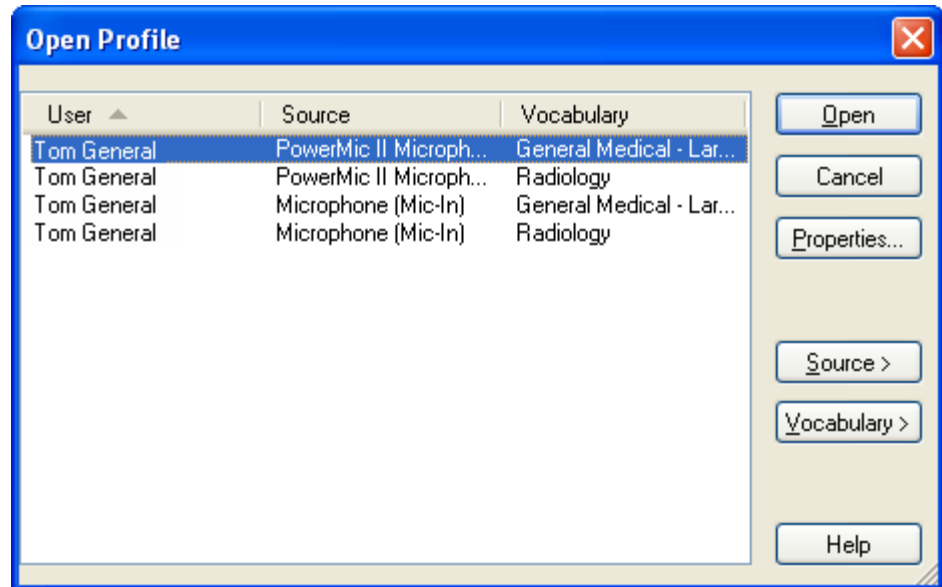 Open Profile
User Source Vocabulary
Tom General PowerMic II Microph... General Medical - Lar...
Tom General PowerMic II Microph... Radiology
Tom General Microphone (Mic-In) General Medical - Lar...
Tom General Microphone (Mic-In) Radiology
Open
Cancel
Properties...
Source >
Vocabulary >
Help